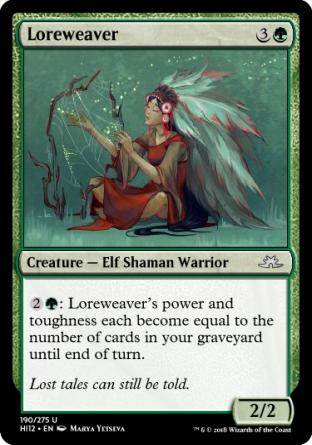 Loreweaver 3
Creature — Elf Shaman Warrior
2 : Loreweaver's power and
toughness each become equal to the
number of cards in your graveyard
until end of turn.
Lost tales can still be told.
2/2
190/275 U
HI12 • EN Marya Yetseva
™ & © 2018 Wizards of the Coast